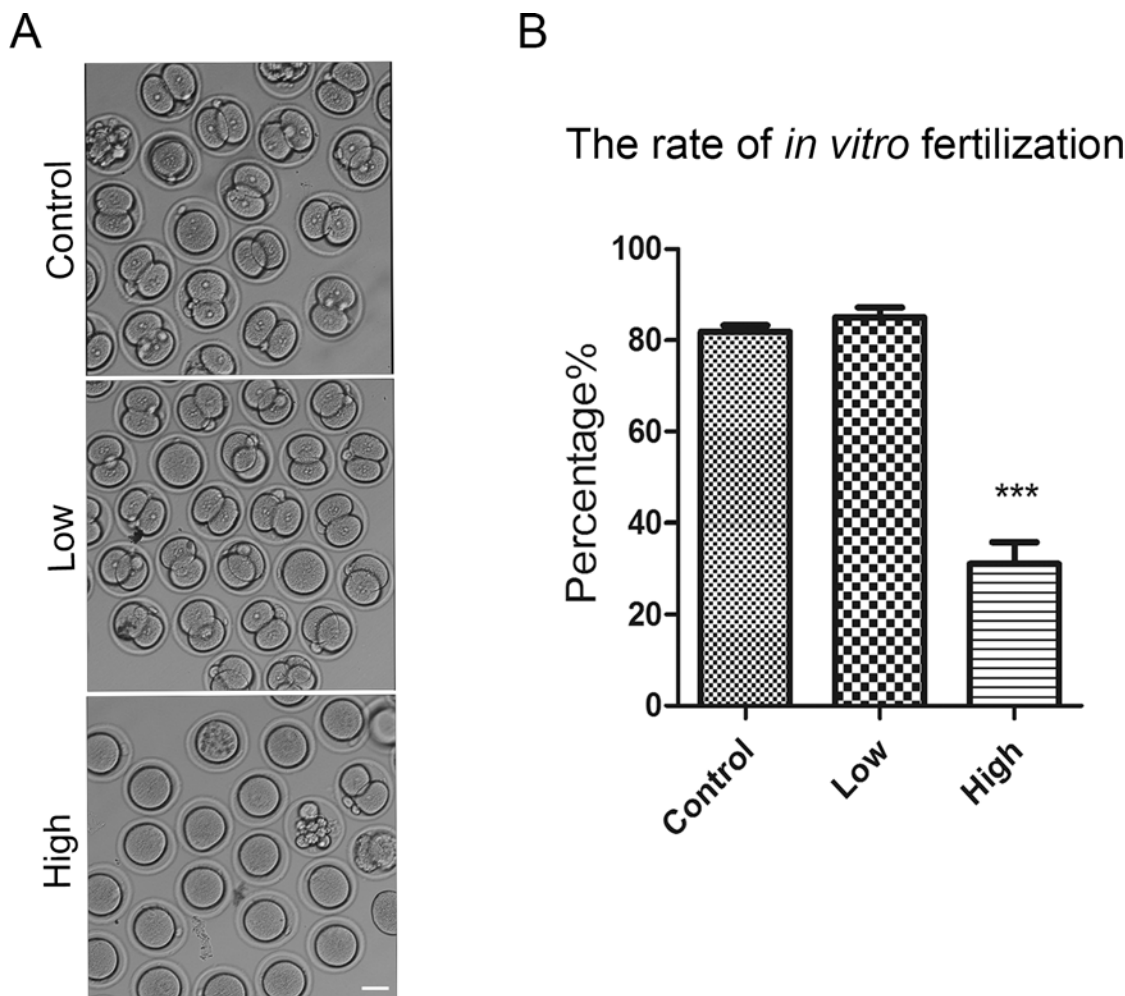 A
Control
Low
High
B
The rate of in vitro fertilization
Percentage%
100
80
60
40
20
0
***
Control
Low
High